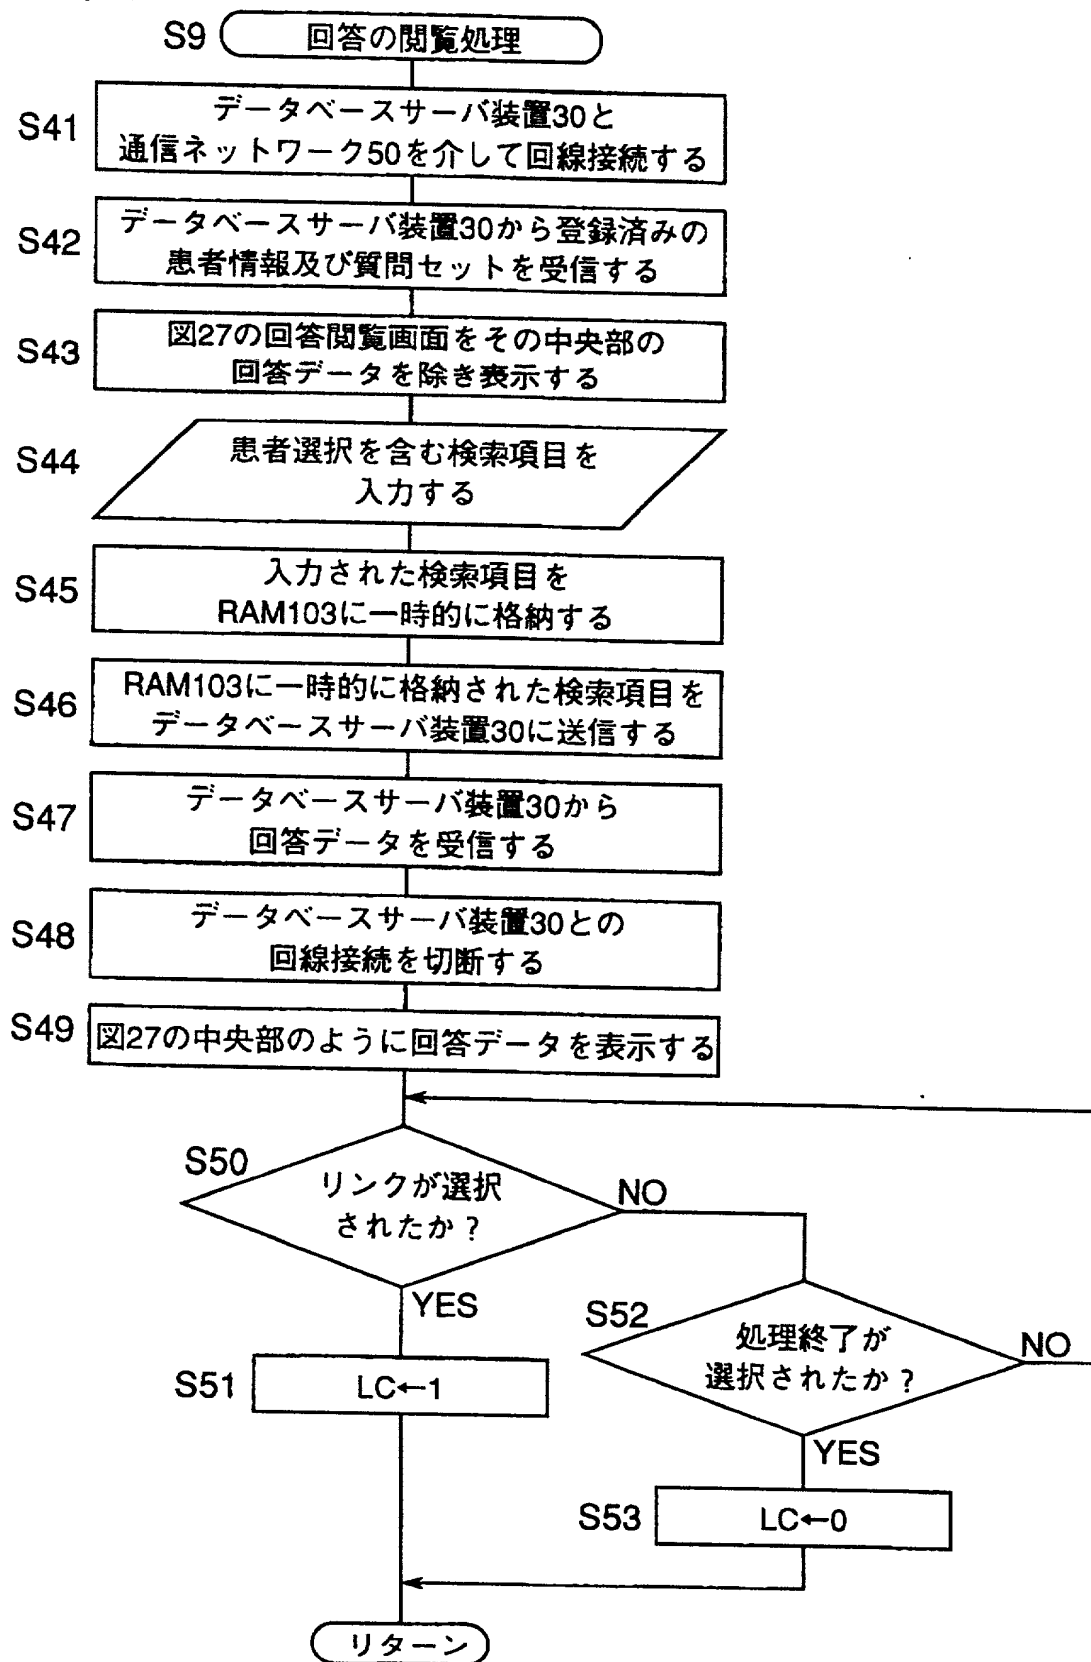 S9 回答の閲覧処理
S41
データベースサーバ装置30と
通信ネットワーク50を介して回線接続する
S42
データベースサーバ装置30から登録済みの
患者情報及び質問セットを受信する
S43
図27の回答閲覧画面をその中央部の
回答データを除き表示する
S44
患者選択を含む検索項目を
入力する
S45
入力された検索項目を
RAM103に一時的に格納する
S46
RAM103に一時的に格納された検索項目を
データベースサーバ装置30に送信する
S47
データベースサーバ装置30から
回答データを受信する
S48
データベースサーバ装置30との
回線接続を切断する
S49 図27の中央部のように回答データを表示する
S50
リンクが選択
されたか?
NO
YES
S51 LC←1
S52
処理終了が
選択されたか?
NO
YES
S53 LC←0
リターン